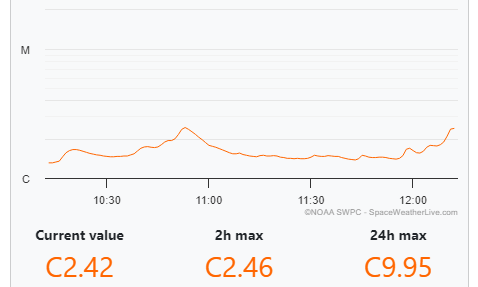 M
C
10:30 11:00 11:30 12:00
©NOAA SWPC - SpaceWeatherLive.com
Current value 2h max 24h max
C2.42 C2.46 C9.95